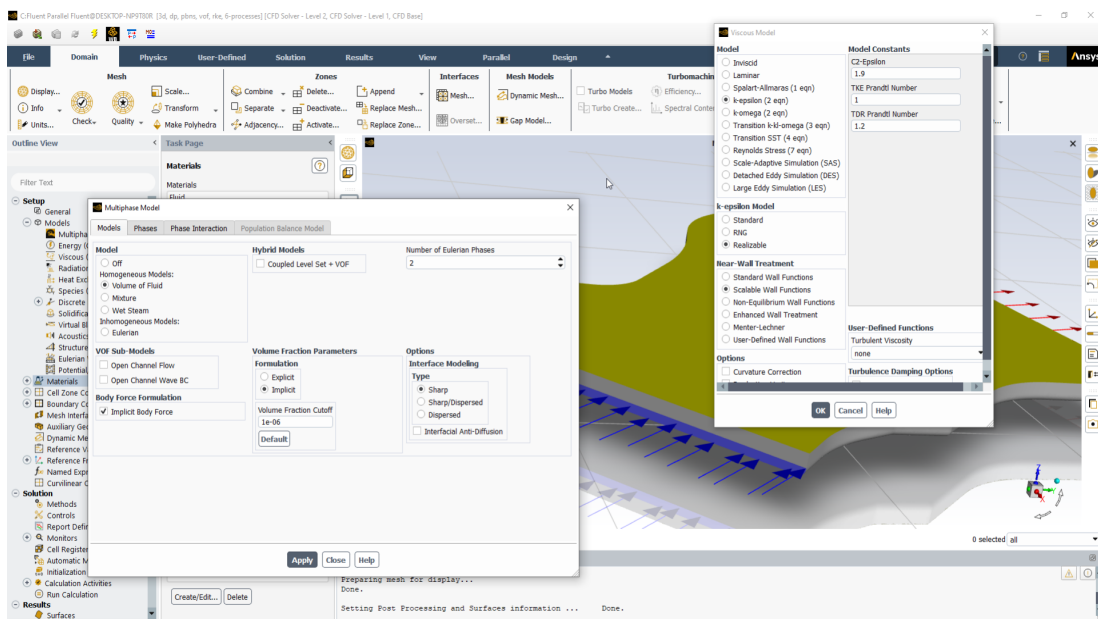 C:Fluent Parallel Fluent@DESKTOP-NP9T80R [3d, dp, pbns, vof, rke, 6-processes] [CFD Solver - Level 2, CFD Solver - Level 1, CFD Base]
File Domain Physics User-Defined Solution Results View Parallel Design Ansys
Mesh Zones Interfaces Mesh Models Turbomachin
Display... Scale... Combine Delete... Append Mesh... Dynamic Mesh... Turbo Models Efficiency...
Info Check Quality Transform Separate Deactivate... Replace Mesh... Turbo Create... Spectral Conter
Units... Make Polyhedra Adjacency... Activate... Replace Zone... Overset... Gap Model...
Outline View
Filter Text
Setup
General
Models
Multipha
Energy (
Viscous (
Radiation
Heat Exc
Species (
Discrete
Solidifica
Virtual Bl
Acoustics
Structure
Eulerian
Potential
Materials
Cell Zone Co
Boundary Co
Mesh Interfa
Auxiliary Geo
Dynamic Me
Reference V
Reference Fr
Named Expr
Curvilinear C
Solution
Methods
Controls
Report Defin
Monitors
Cell Register
Automatic M
Initialization
Calculation Activities
Run Calculation
Results
Surfaces
Task Page
Materials
Materials
Fluid
Create/Edit... Delete
Multiphase Model
Models Phases Phase Interaction Population Balance Model
Model
Off
Homogeneous Models:
Volume of Fluid
Mixture
Wet Steam
Inhomogeneous Models:
Eulerian
Hybrid Models
Coupled Level Set + VOF
Number of Eulerian Phases
2
VOF Sub-Models
Open Channel Flow
Open Channel Wave BC
Body Force Formulation
Implicit Body Force
Volume Fraction Parameters
Formulation
Explicit
Implicit
Volume Fraction Cutoff
1e-06
Default
Options
Interface Modeling
Type
Sharp
Sharp/Dispersed
Dispersed
Interfacial Anti-Diffusion
Apply Close Help
Viscous Model
Model
Inviscid
Laminar
Spalart-Allmaras (1 eqn)
k-epsilon (2 eqn)
k-omega (2 eqn)
Transition k-kl-omega (3 eqn)
Transition SST (4 eqn)
Reynolds Stress (7 eqn)
Scale-Adaptive Simulation (SAS)
Detached Eddy Simulation (DES)
Large Eddy Simulation (LES)
k-epsilon Model
Standard
RNG
Realizable
Near-Wall Treatment
Standard Wall Functions
Scalable Wall Functions
Non-Equilibrium Wall Functions
Enhanced Wall Treatment
Menter-Lechner
User-Defined Wall Functions
Options
Curvature Correction
Model Constants
C2-Epsilon
1.9
TKE Prandtl Number
1
TDR Prandtl Number
1.2
User-Defined Functions
Turbulent Viscosity
none
Turbulence Damping Options
OK Cancel Help
0 selected all
Preparing mesh for display...
Done.
Setting Post Processing and Surfaces information ... Done.